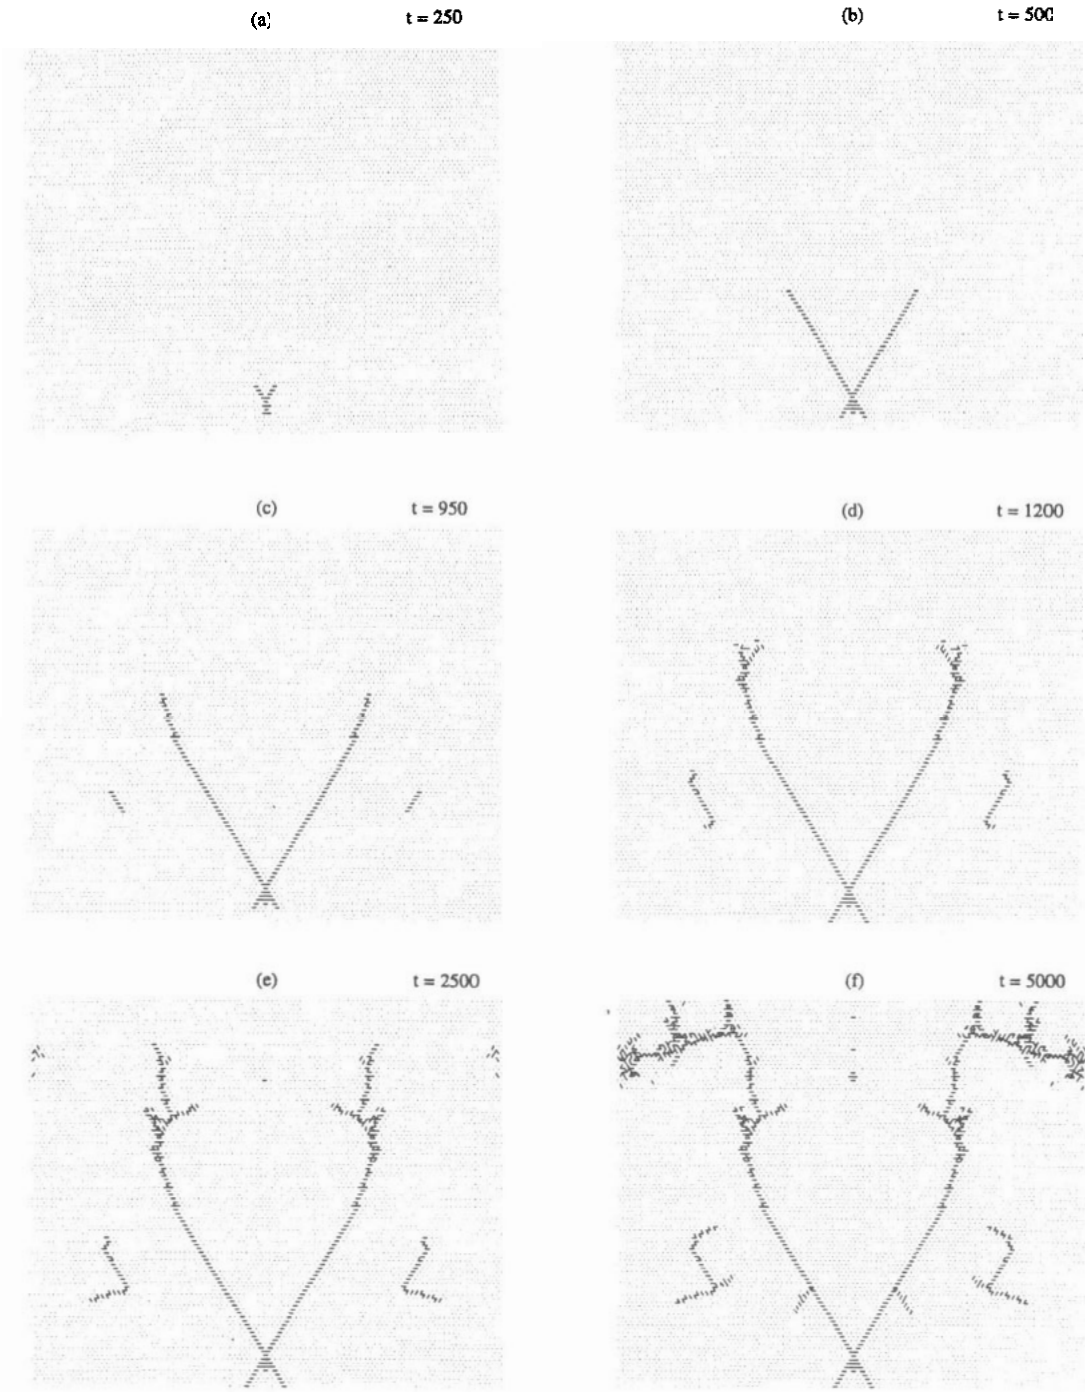 (a) t = 250
(b) t = 500
(c) t = 950
(d) t = 1200
(e) t = 2500
(f) t = 5000